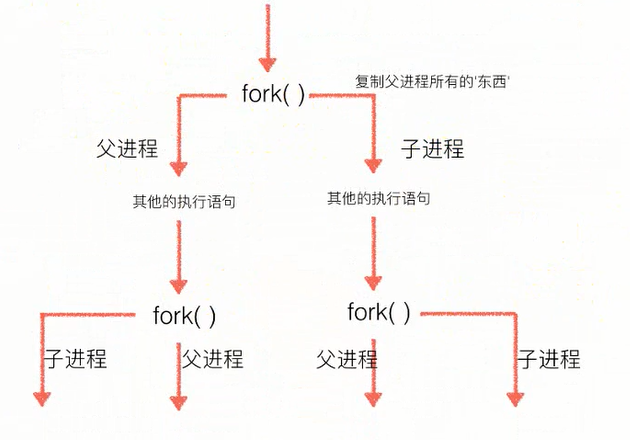 复制父进程所有的'东西'
fork( )
父进程
子进程
其他的执行语句
其他的执行语句
fork( )
fork( )
子进程
父进程
父进程
子进程